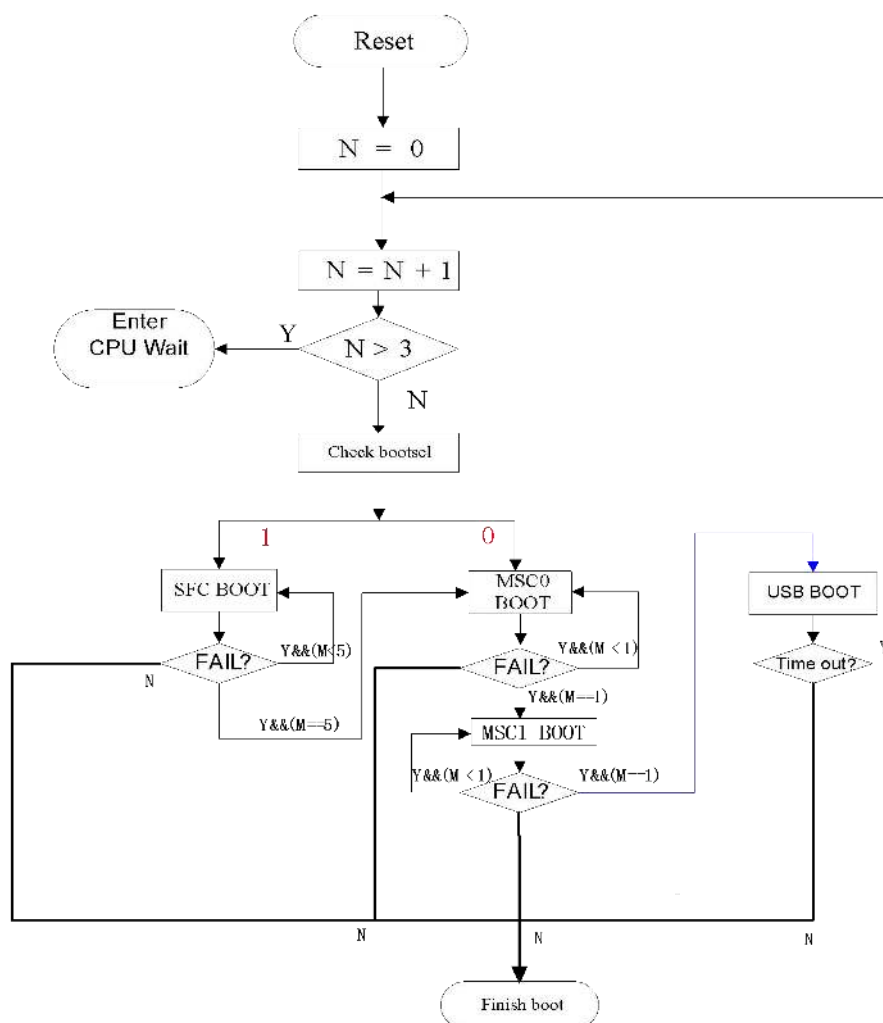 Reset
N = 0
N = N + 1
Enter
CPU Wait
Y
N > 3
N
Check bootsel
1
0
SFC BOOT
MSC0
BOOT
USB BOOT
FAIL?
Y&&(M<5)
N
FAIL?
Y&&(M<1)
Time out?
Y
Y&&(M==5)
Y&&(M==1)
MSC1 BOOT
Y&&(M<1)
FAIL?
Y&&(M==1)
N
N
N
Finish boot